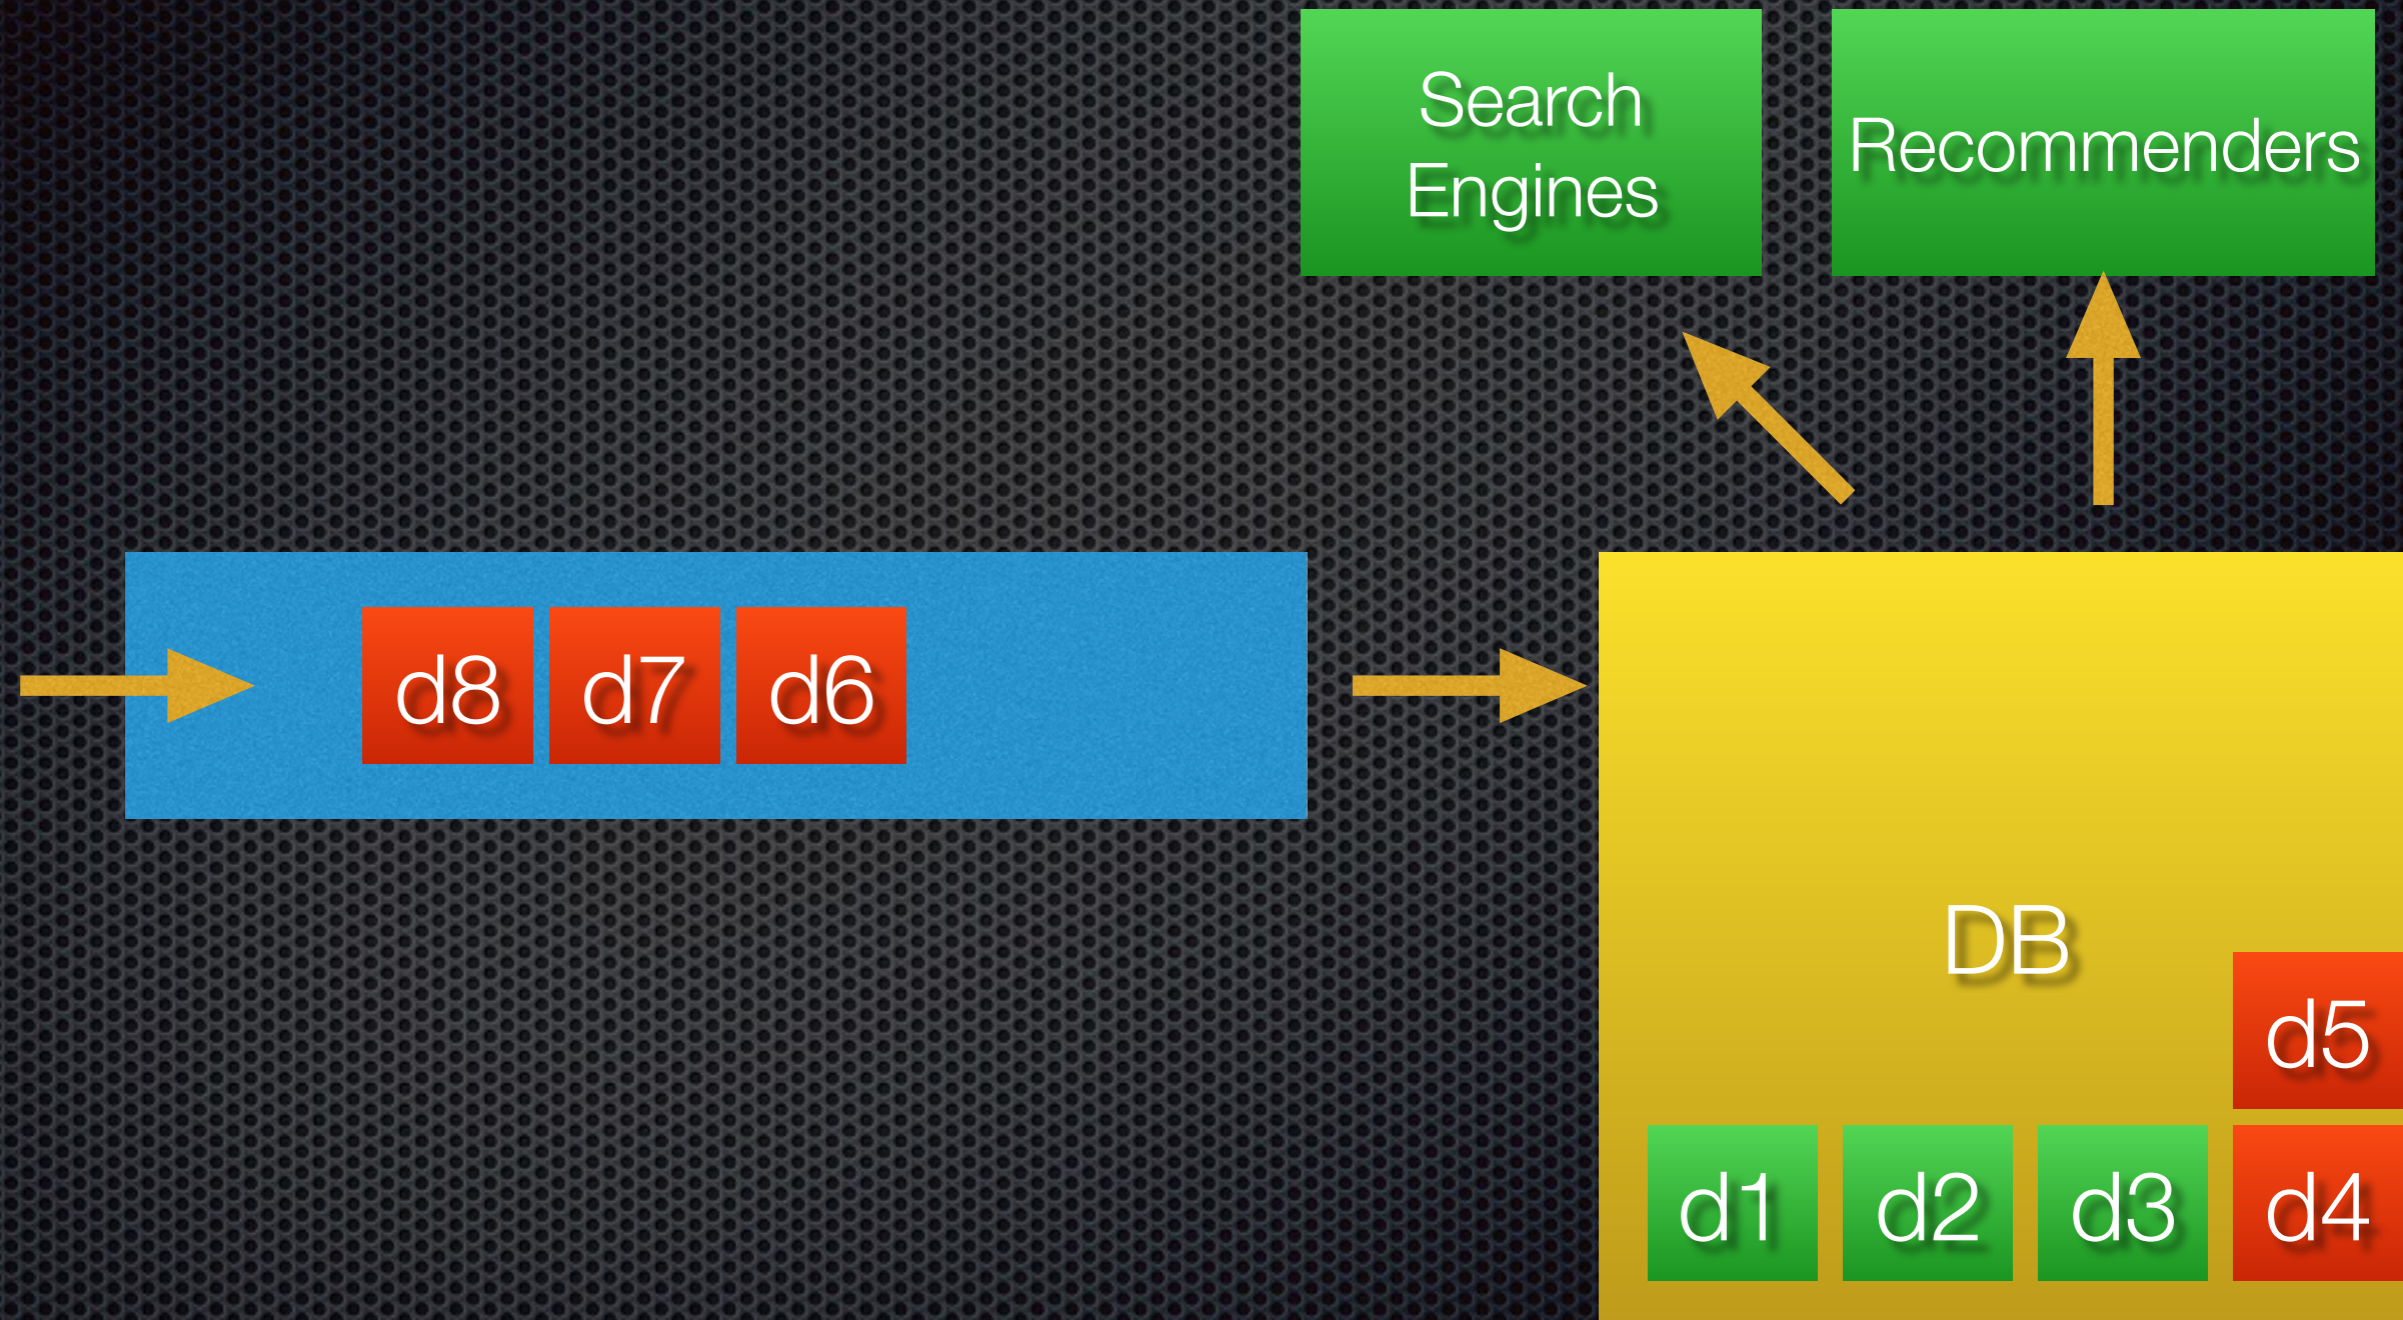 Search
Engines
Recommenders
d8 d7 d6
DB
d5
d1 d2 d3 d4